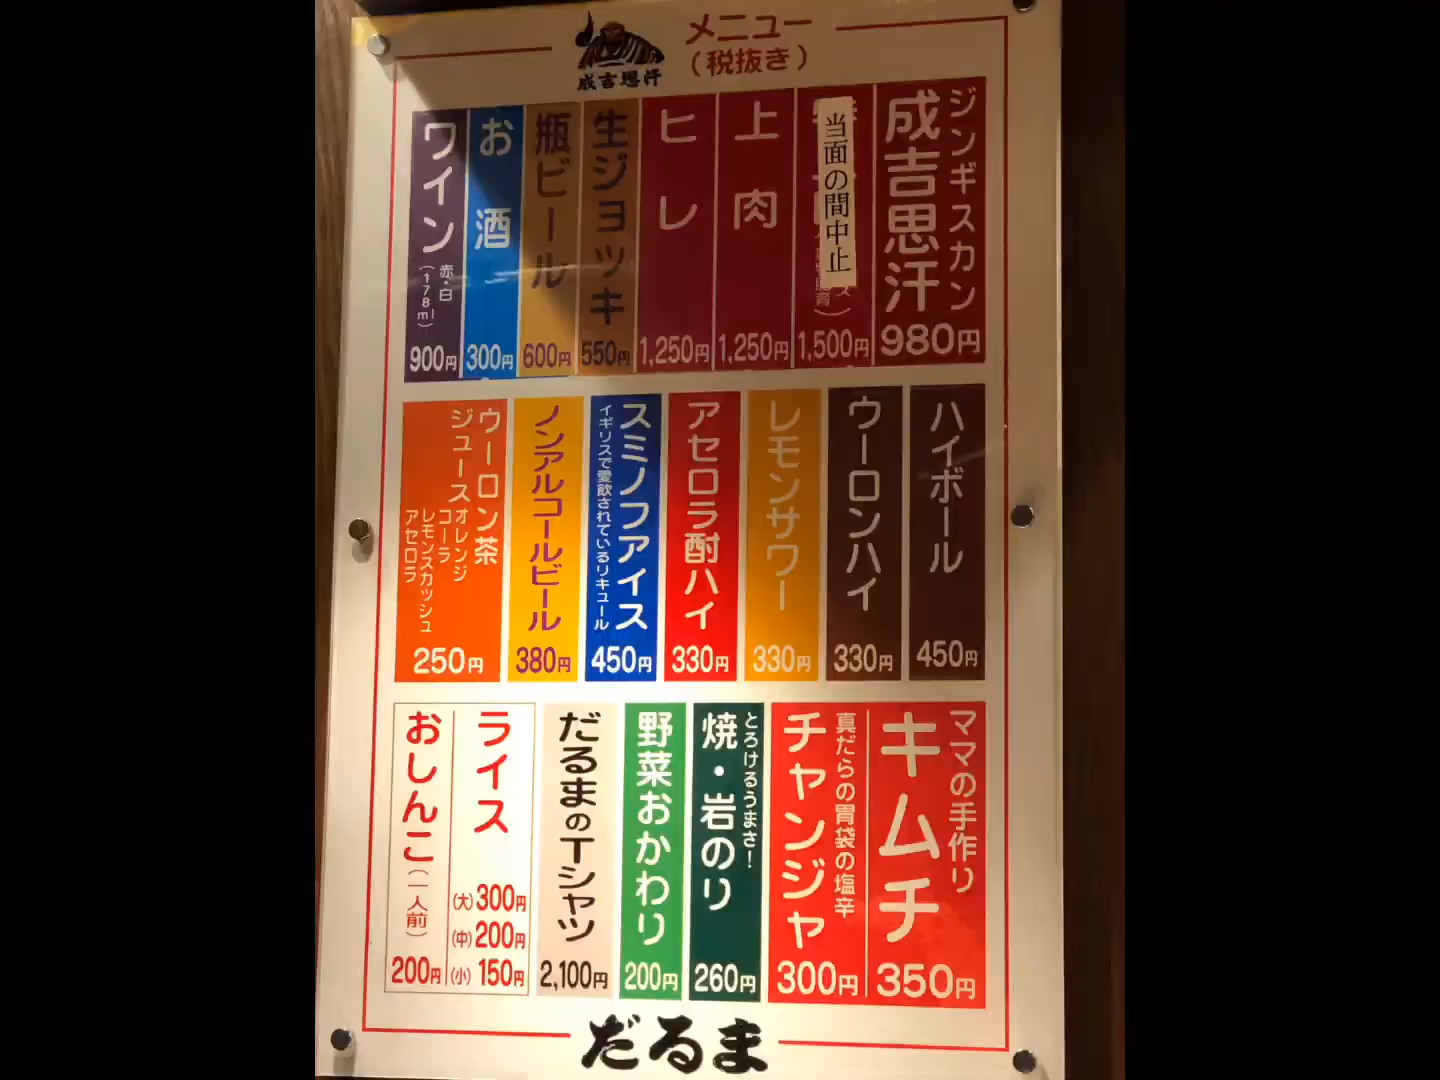 成吉思汗
メニュー
(税抜き)
ジンギスカン
成吉思汗
980円
当面の間中止
1,500円
上肉
1,250円
ヒレ
1,250円
生ジョッキ
550円
瓶ビール
600円
お酒
300円
ワイン
赤・白
(178ml)
900円
ハイボール
450円
ウーロンハイ
330円
レモンサワー
330円
アセロラ酎ハイ
330円
スミノフアイス
イギリスで愛飲されているリキュール
450円
ノンアルコールビール
380円
ウーロン茶
ジュース
オレンジ
コーラ
レモンスカッシュ
アセロラ
250円
ママの手作り
キムチ
350円
真だらの胃袋の塩辛
チャンジャ
300円
とろけるうまさ!
焼・岩のり
260円
野菜おかわり
200円
だるまのTシャツ
2,100円
ライス
(大)300円
(中)200円
(小)150円
おしんこ(一人前)
200円
だるま